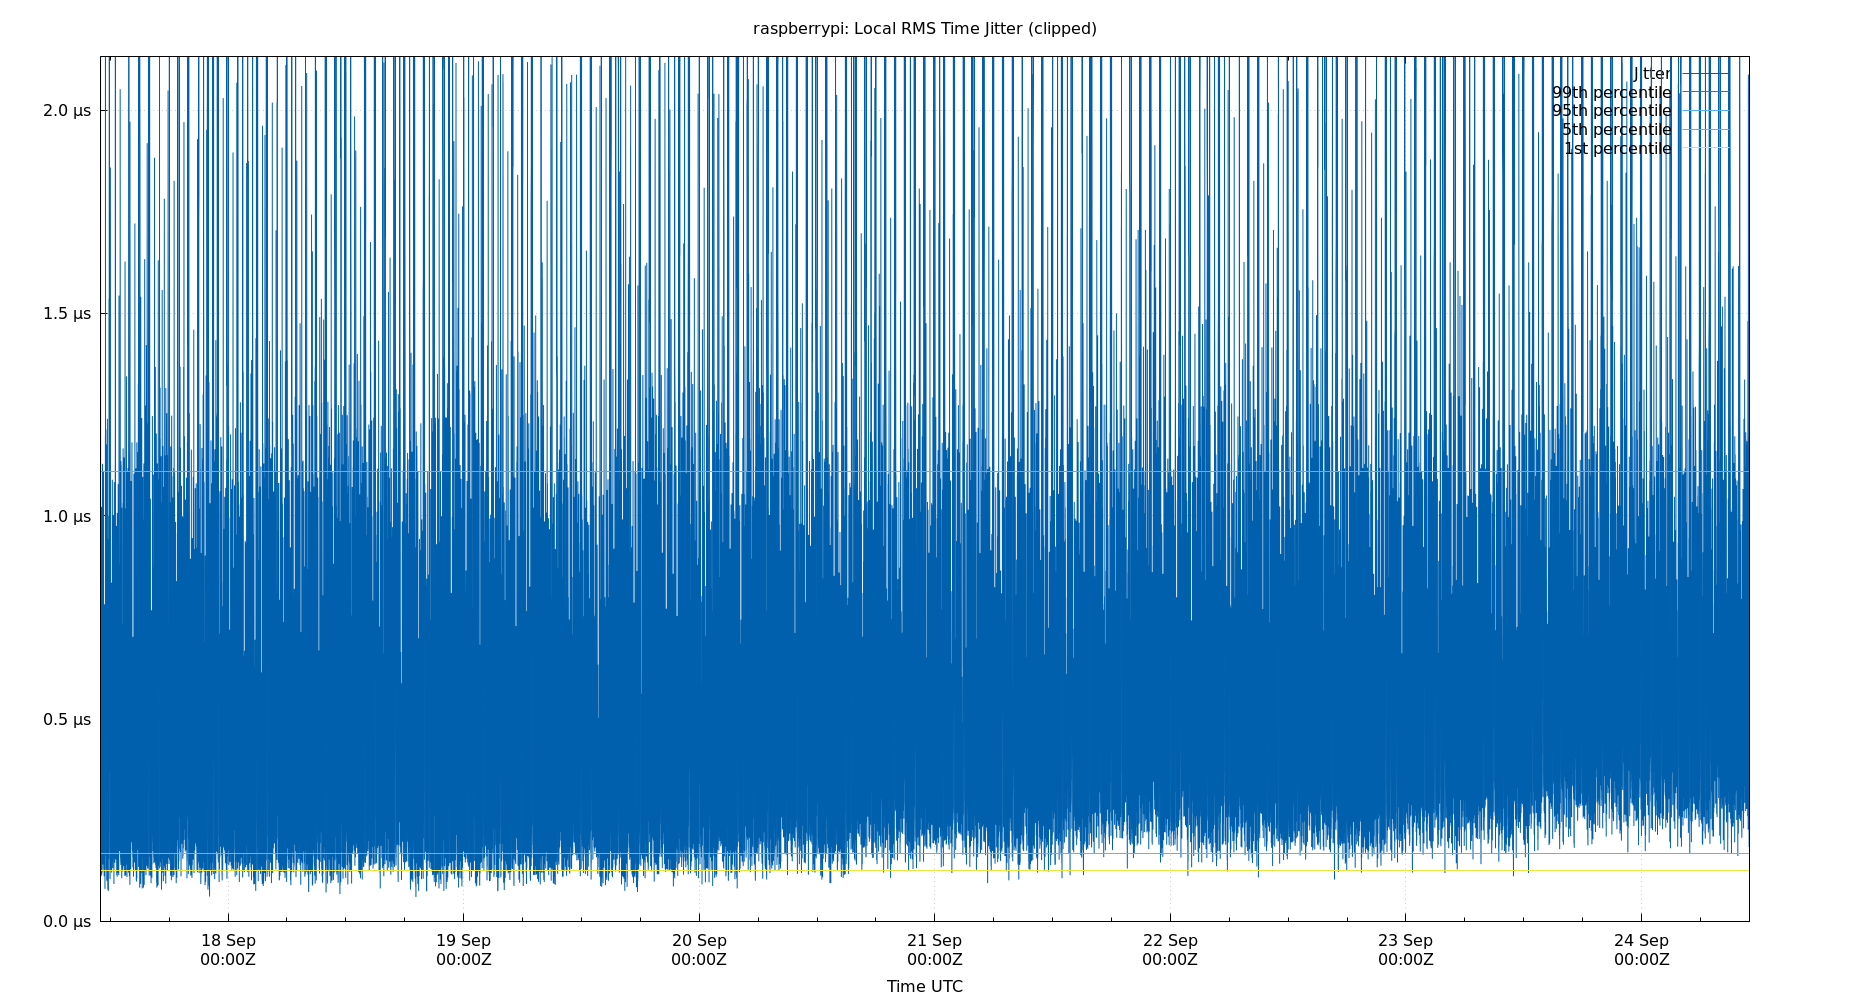 raspberrypi: Local RMS Time Jitter (clipped)
Jitter
99th percentile
95th percentile
5th percentile
1st percentile
2.0 µs
1.5 µs
1.0 µs
0.5 µs
0.0 µs
18 Sep 19 Sep 20 Sep 21 Sep 22 Sep 23 Sep 24 Sep
00:00Z 00:00Z 00:00Z 00:00Z 00:00Z 00:00Z 00:00Z
Time UTC